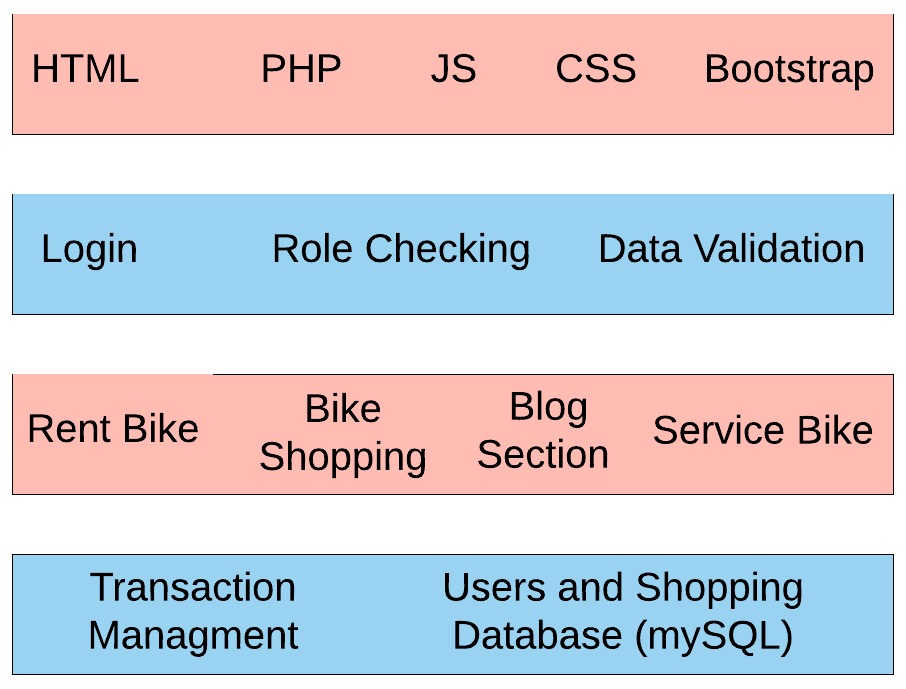 HTML PHP JS CSS Bootstrap
Login Role Checking Data Validation
Rent Bike
Bike
Shopping
Blog
Section
Service Bike
Transaction
Managment
Users and Shopping
Database (mySQL)